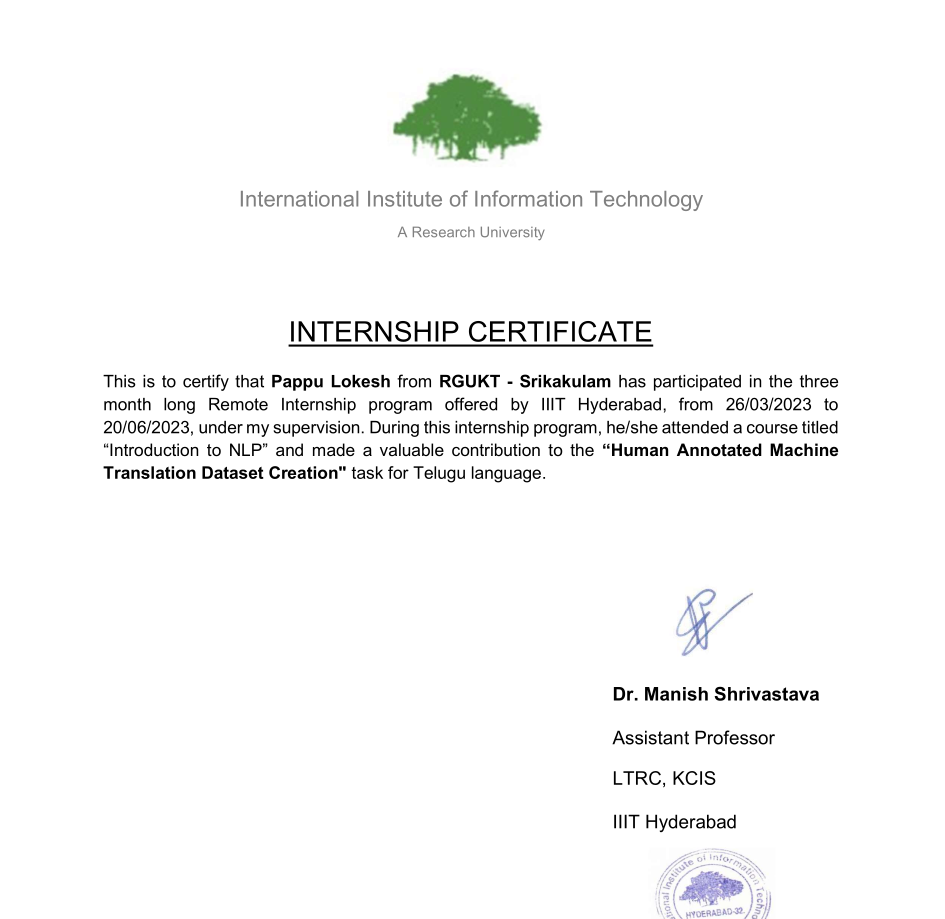 International Institute of Information Technology
A Research University
INTERNSHIP CERTIFICATE
This is to certify that Pappu Lokesh from RGUKT - Srikakulam has participated in the three
month long Remote Internship program offered by IIIT Hyderabad, from 26/03/2023 to
20/06/2023, under my supervision. During this internship program, he/she attended a course titled
“Introduction to NLP” and made a valuable contribution to the “Human Annotated Machine
Translation Dataset Creation" task for Telugu language.
Dr. Manish Shrivastava
Assistant Professor
LTRC, KCIS
IIIT Hyderabad
Institute of Information
HYDERABAD-32.